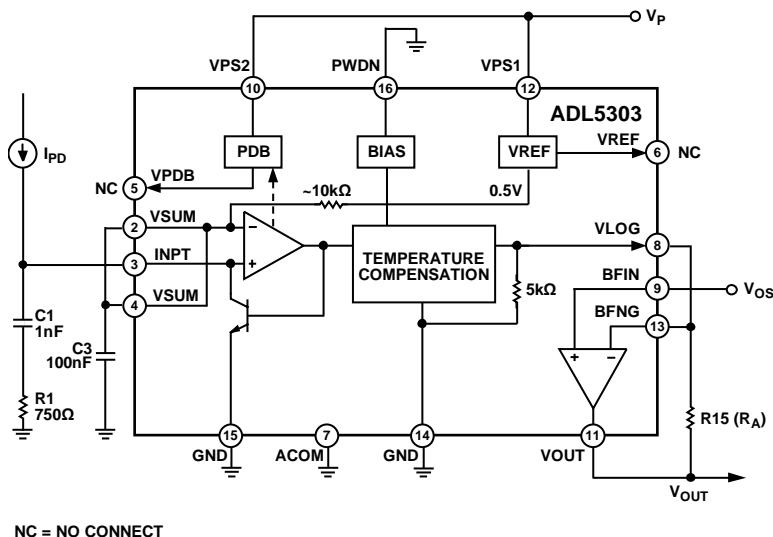 V_P
VPS2
PWDN
VPS1
10
16
12
ADL5303
I_PD
PDB
BIAS
VREF
VREF
6
NC
NC
5
VPDB
~10kΩ
0.5V
2
VSUM
−
VLOG
8
3
INPT
+
TEMPERATURE
COMPENSATION
4
VSUM
5kΩ
BFIN
9
V_OS
BFNG
13
C1
1nF
C3
100nF
+
−
R1
750Ω
R15 (R_A)
GND
15
ACOM
7
GND
14
VOUT
11
V_OUT
NC = NO CONNECT